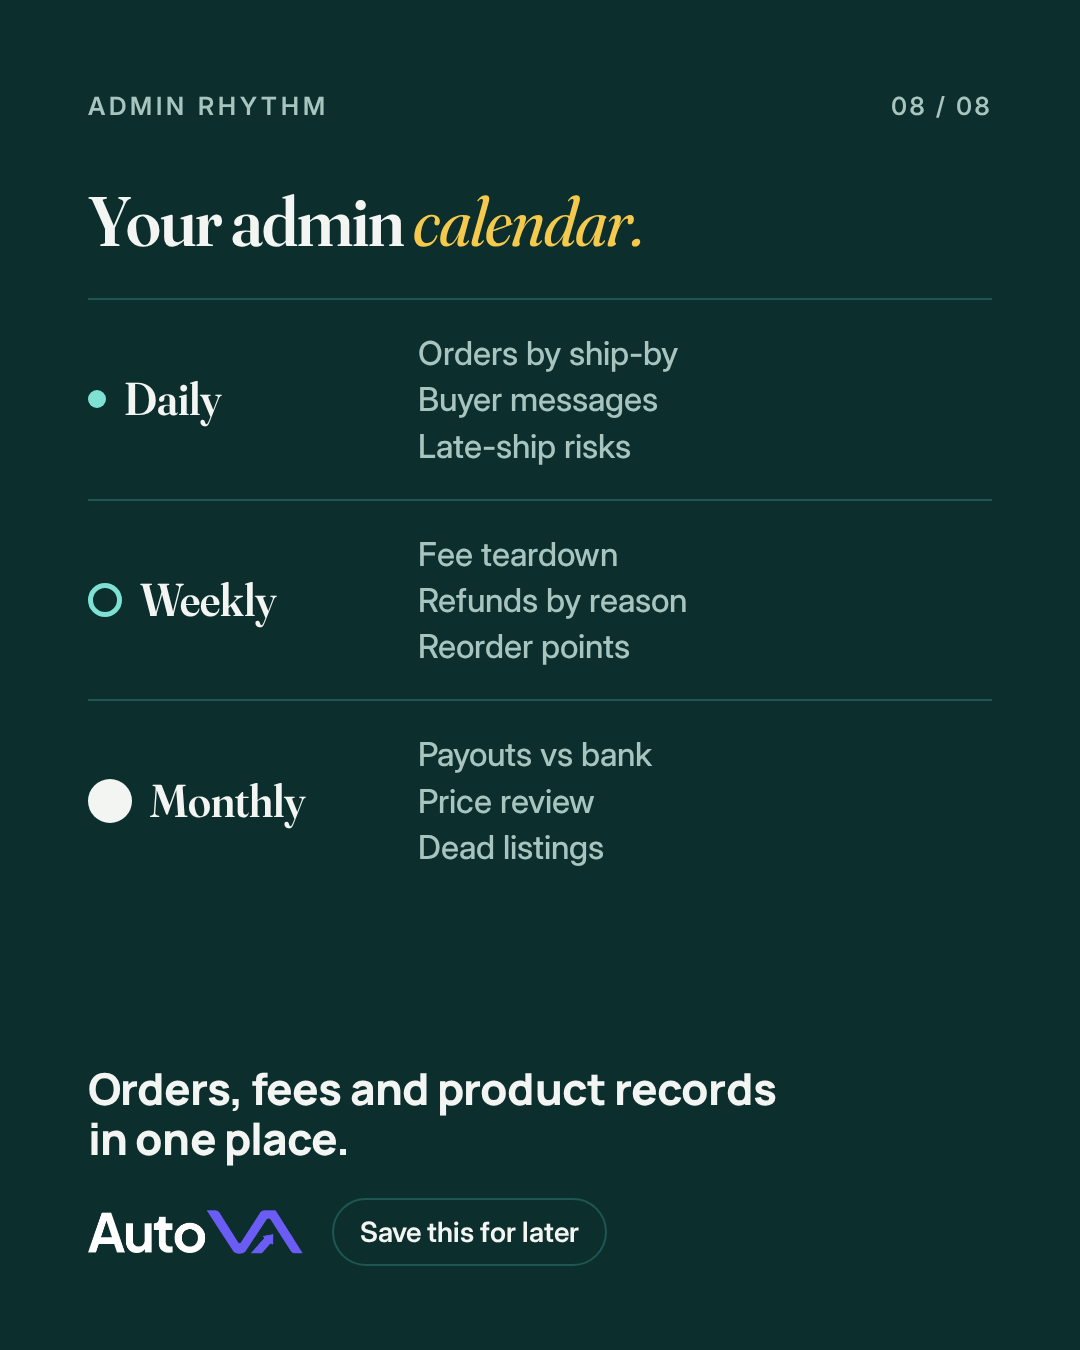 ADMIN RHYTHM
08 / 08
Your admin calendar.
Daily
Orders by ship-by
Buyer messages
Late-ship risks
Weekly
Fee teardown
Refunds by reason
Reorder points
Monthly
Payouts vs bank
Price review
Dead listings
Orders, fees and product records
in one place.
AutoVA
Save this for later